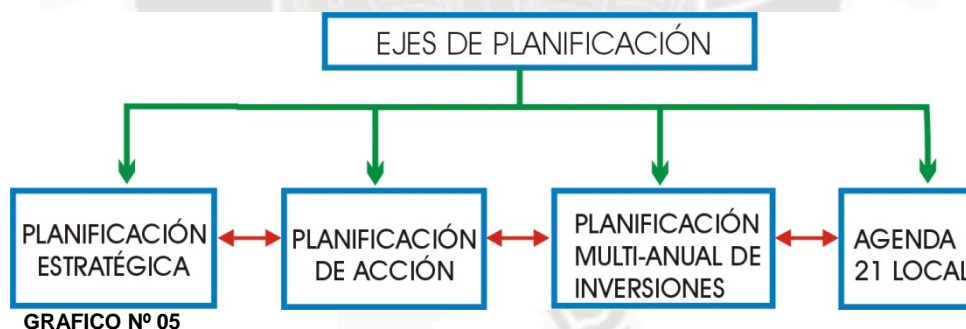 EJES DE PLANIFICACIÓN
PLANIFICACIÓN
ESTRATÉGICA
PLANIFICACIÓN
DE ACCIÓN
PLANIFICACIÓN
MULTI-ANUAL DE
INVERSIONES
AGENDA
21 LOCAL
GRAFICO Nº 05